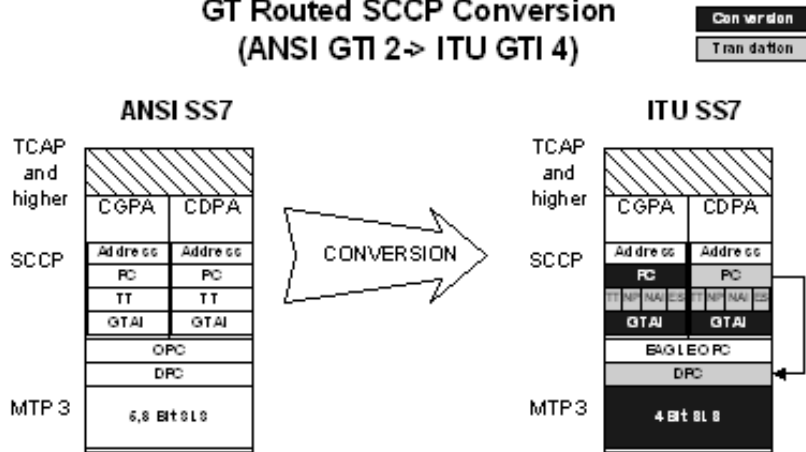 GT Routed SCCP Conversion
(ANSI GTI 2-> ITU GTI 4)
Conversion
Translation
ANSI SS7
TCAP
and
higher
CGPA CDPA
SCCP
Address Address
PC PC
TT TT
GTAI GTAI
OPC
DPC
MTP 3
5,8 Bit SLS
CONVERSION
ITU SS7
TCAP
and
higher
CGPA CDPA
SCCP
Address Address
PC PC
TT NP NAI ES TT NP NAI ES
GTAI GTAI
EAGLE OPC
DPC
MTP 3
4 Bit SLS